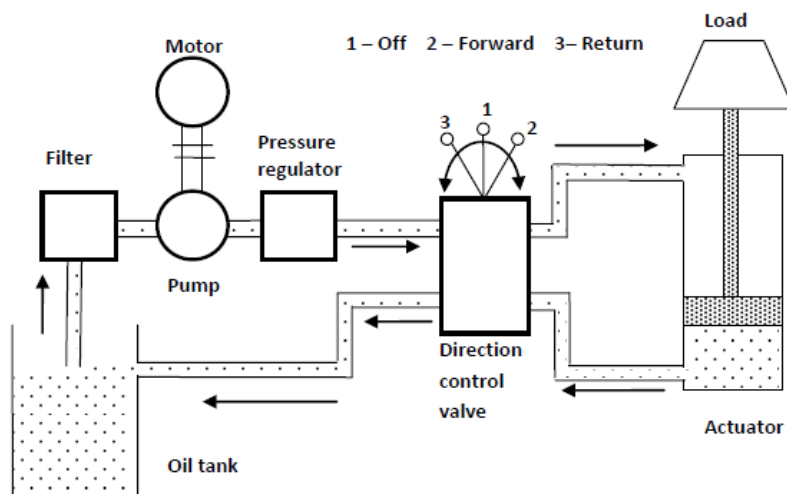 Load
Motor
1 – Off 2 – Forward 3– Return
1
3
2
Pressure
regulator
Filter
Pump
Direction
control
valve
Actuator
Oil tank